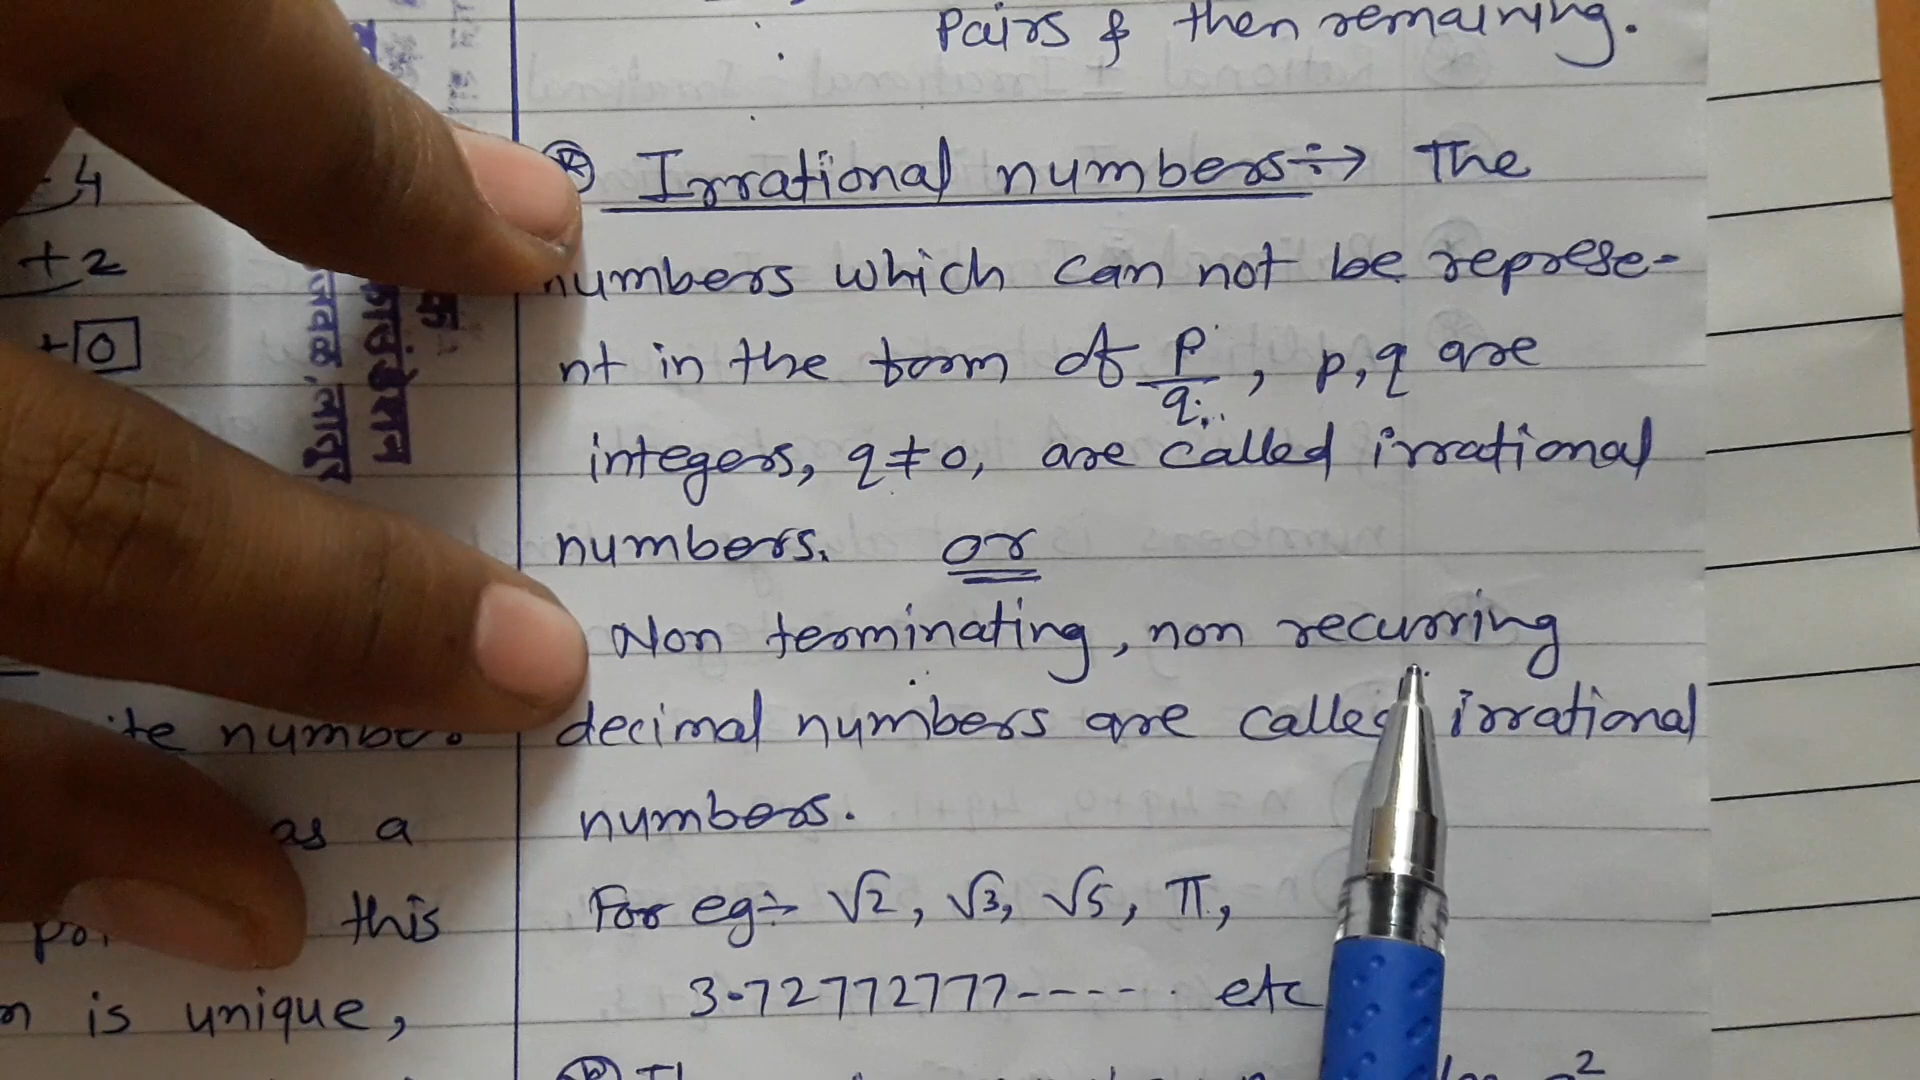 Pairs & then remaining.
Irrational numbers:→ The
numbers which can not be represe-
nt in the form of p/q, p,q are
integers, q≠0, are called irrational
numbers. or
Non terminating, non recurring
decimal numbers are called irrational
numbers.
For eg:- √2, √3, √5, π,
3.72772777------ etc
4
+2
+0
numbe
as a
this
is unique,